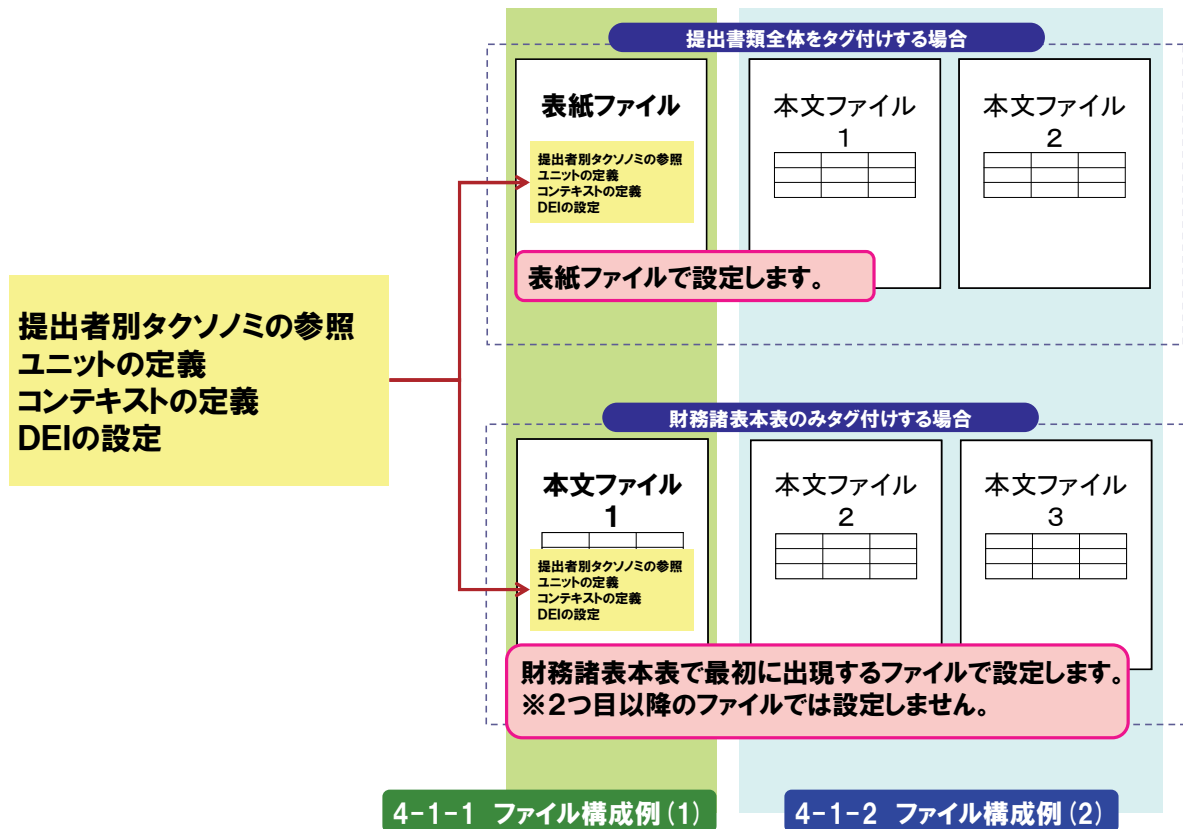 提出書類全体をタグ付けする場合
表紙ファイル
提出者別タクソノミの参照
ユニットの定義
コンテキストの定義
DEIの設定
本文ファイル
1
本文ファイル
2
表紙ファイルで設定します。
提出者別タクソノミの参照
ユニットの定義
コンテキストの定義
DEIの設定
財務諸表本表のみタグ付けする場合
本文ファイル
1
提出者別タクソノミの参照
ユニットの定義
コンテキストの定義
DEIの設定
本文ファイル
2
本文ファイル
3
財務諸表本表で最初に出現するファイルで設定します。
※2つ目以降のファイルでは設定しません。
4-1-1 ファイル構成例(1)
4-1-2 ファイル構成例(2)